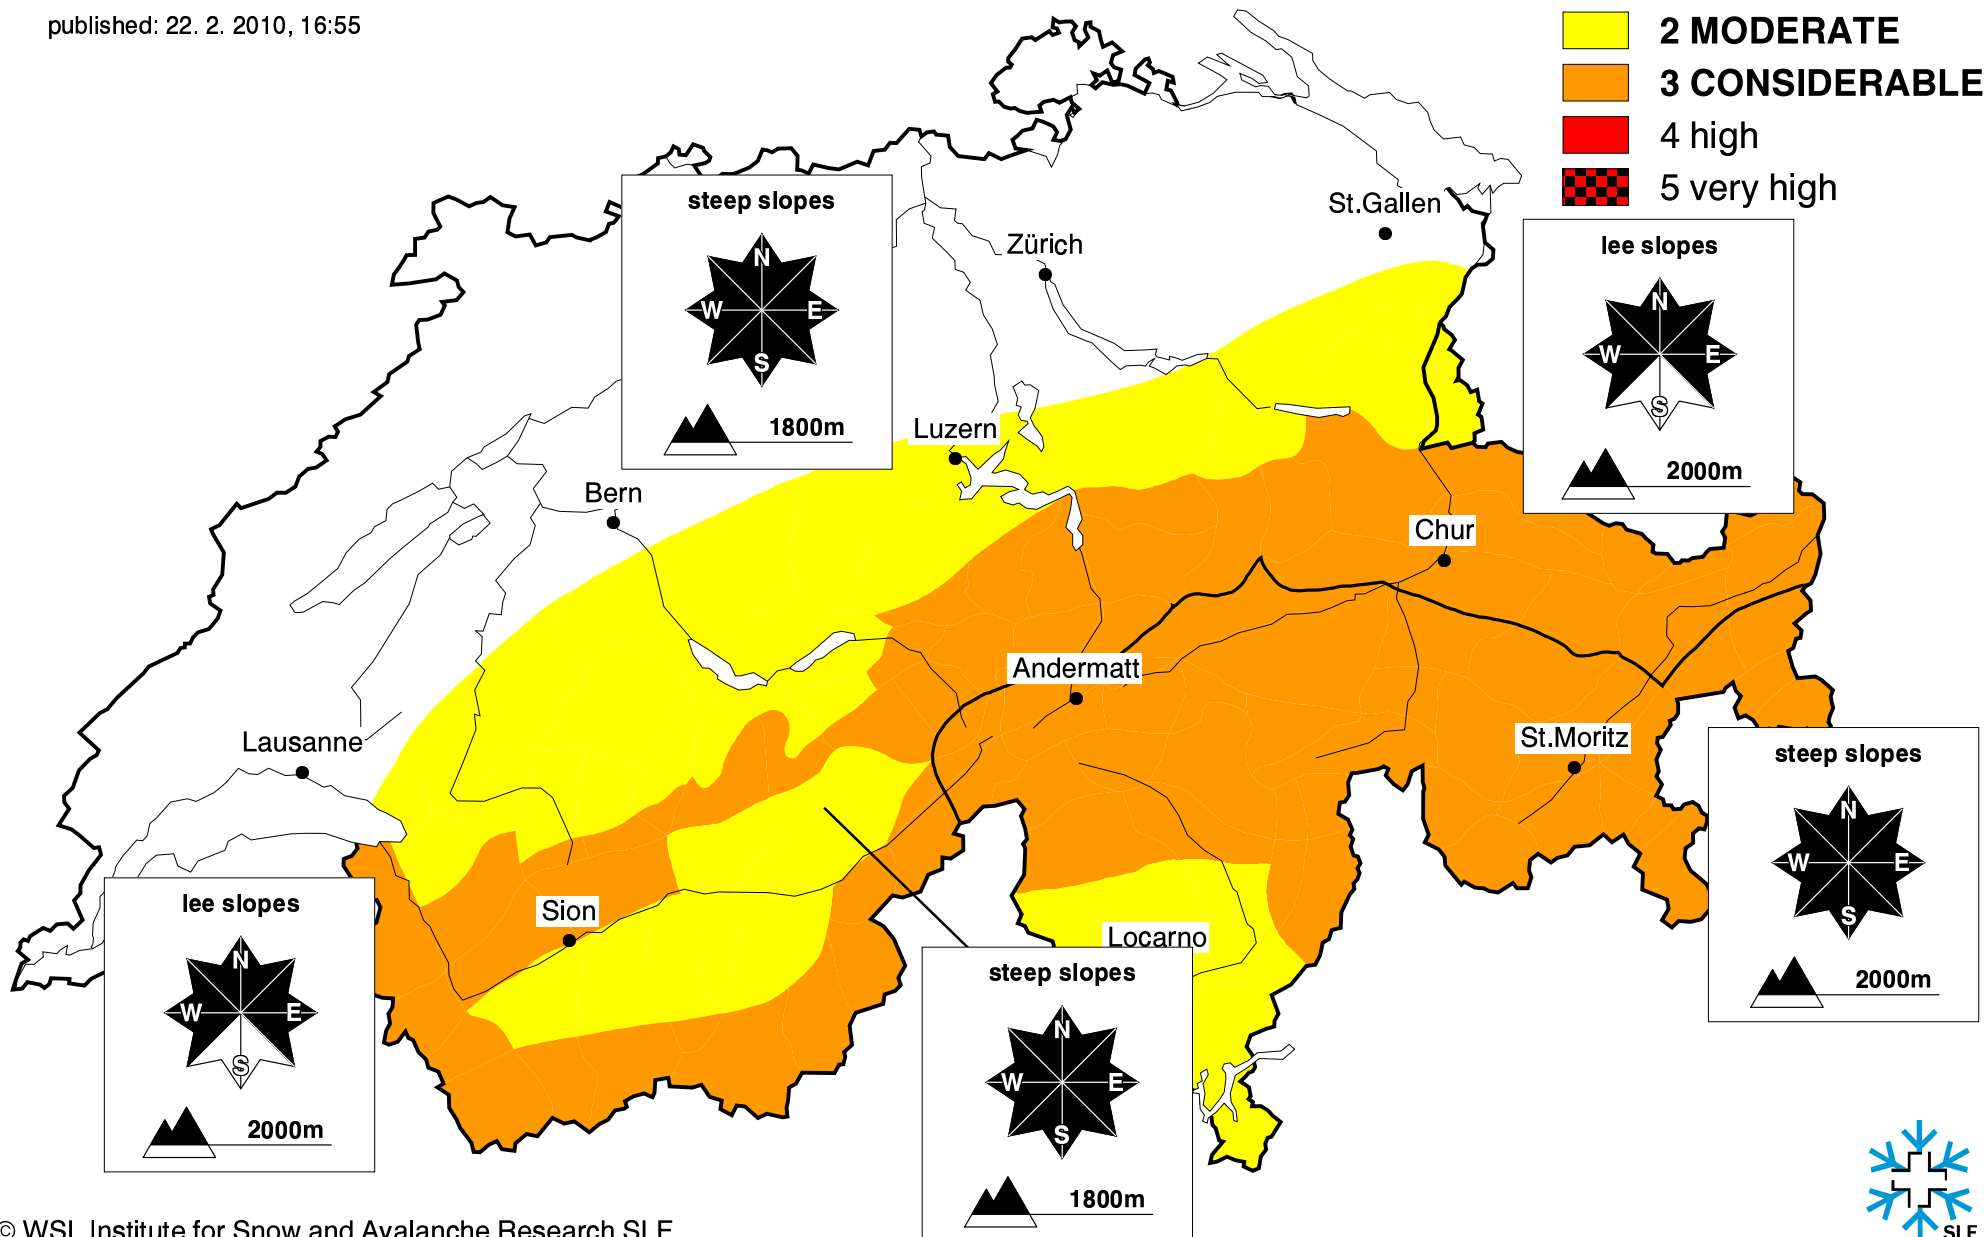 published: 22. 2. 2010, 16:55
2 MODERATE
3 CONSIDERABLE
4 high
5 very high
steep slopes
N
W E
S
1800m
St.Gallen
Zürich
lee slopes
N
W E
S
2000m
Luzern
Bern
Chur
Andermatt
Lausanne
St.Moritz
steep slopes
N
W E
S
2000m
lee slopes
N
W E
S
2000m
Sion
Locarno
steep slopes
N
W E
S
1800m
© WSL Institute for Snow and Avalanche Research SLF
SLF